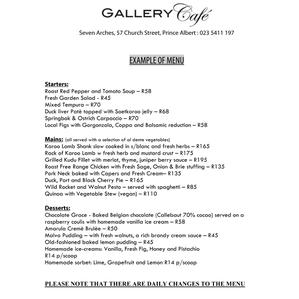 GALLERY Café
Seven Arches, 57 Church Street, Prince Albert : 023 5411 197
EXAMPLE OF MENU
Starters:
Roast Red Pepper and Tomato Soup – R58
Fresh Garden Salad - R45
Mixed Tempura – R70
Duck liver Paté topped with Soetkaroo jelly – R68
Springbok & Ostrich Carpaccio – R70
Local Figs with Gorgonzola, Coppa and Balsamic reduction – R58
Mains: (all served with a selection of al dente vegetables)
Karoo Lamb Shank slow cooked in s/blanc and fresh herbs – R165
Rack of Karoo Lamb w fresh herb and mustard crust – R175
Grilled Kudu Fillet with merlot, thyme, juniper berry sauce – R195
Roast Free Range Chicken with Fresh Sage, Onion & Brie stuffing – R135
Pork Neck baked with Capers and Fresh Cream– R135
Duck, Port and Black Cherry Pie – R165
Wild Rocket and Walnut Pesto – served with spaghetti – R85
Quinoa with Vegetable Stew (vegan) – R110
Desserts:
Chocolate Grace - Baked Belgian chocolate (Callebaut 70% cocoa) served on a
raspberry coulis with homemade vanilla ice cream – R58
Amarula Cremè Brulée – R50
Malva Pudding – with fresh walnuts, a rich brandy cream sauce – R45
Old-fashioned baked lemon pudding – R45
Homemade ice-creams: Vanilla, Fresh Fig, Honey and Pistachio
R14 p/scoop
Homemade sorbet: Lime, Grapefruit and Lemon R14 p/scoop
PLEASE NOTE THAT THERE ARE DAILY CHANGES TO THE MENU